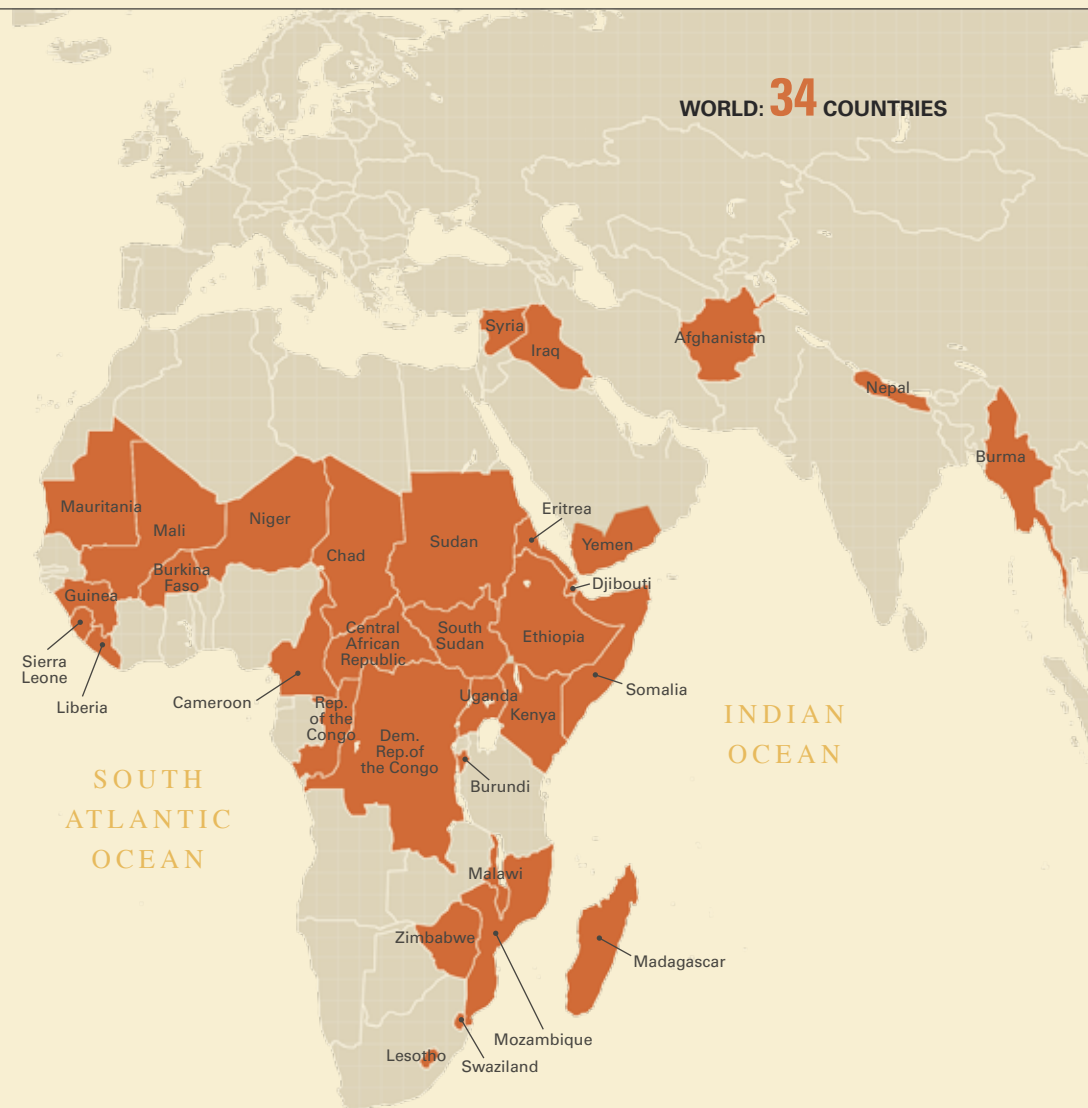 WORLD: 34 COUNTRIES
Syria
Iraq
Afghanistan
Nepal
Burma
Mauritania
Mali
Niger
Chad
Sudan
Eritrea
Yemen
Djibouti
Burkina
Faso
Guinea
Sierra
Leone
Liberia
Cameroon
Central
African
Republic
South
Sudan
Ethiopia
Somalia
Uganda
Kenya
Rep.
of the
Congo
Dem.
Rep.of
the Congo
Burundi
INDIAN
OCEAN
SOUTH
ATLANTIC
OCEAN
Malawi
Zimbabwe
Madagascar
Mozambique
Swaziland
Lesotho